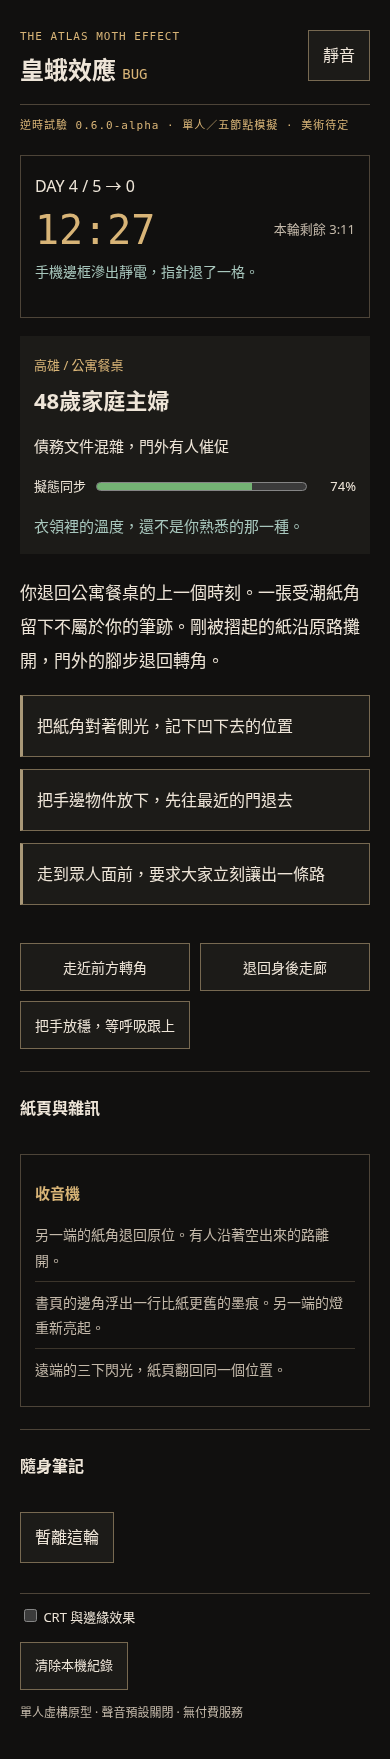 THE ATLAS MOTH EFFECT
皇蛾效應 BUG
靜音
逆時試驗 0.6.0-alpha · 單人／五節點模擬 · 美術待定
DAY 4 / 5 → 0
12:27
本輪剩餘 3:11
手機邊框滲出靜電，指針退了一格。
高雄 / 公寓餐桌
48歲家庭主婦
債務文件混雜，門外有人催促
擬態同步 74%
衣領裡的溫度，還不是你熟悉的那一種。
你退回公寓餐桌的上一個時刻。一張受潮紙角
留下不屬於你的筆跡。剛被摺起的紙沿原路攤
開，門外的腳步退回轉角。
把紙角對著側光，記下凹下去的位置
把手邊物件放下，先往最近的門退去
走到眾人面前，要求大家立刻讓出一條路
走近前方轉角
退回身後走廊
把手放穩，等呼吸跟上
紙頁與雜訊
收音機
另一端的紙角退回原位。有人沿著空出來的路離
開。
書頁的邊角浮出一行比紙更舊的墨痕。另一端的燈
重新亮起。
遠端的三下閃光，紙頁翻回同一個位置。
隨身筆記
暫離這輪
CRT 與邊緣效果
清除本機紀錄
單人虛構原型 · 聲音預設關閉 · 無付費服務